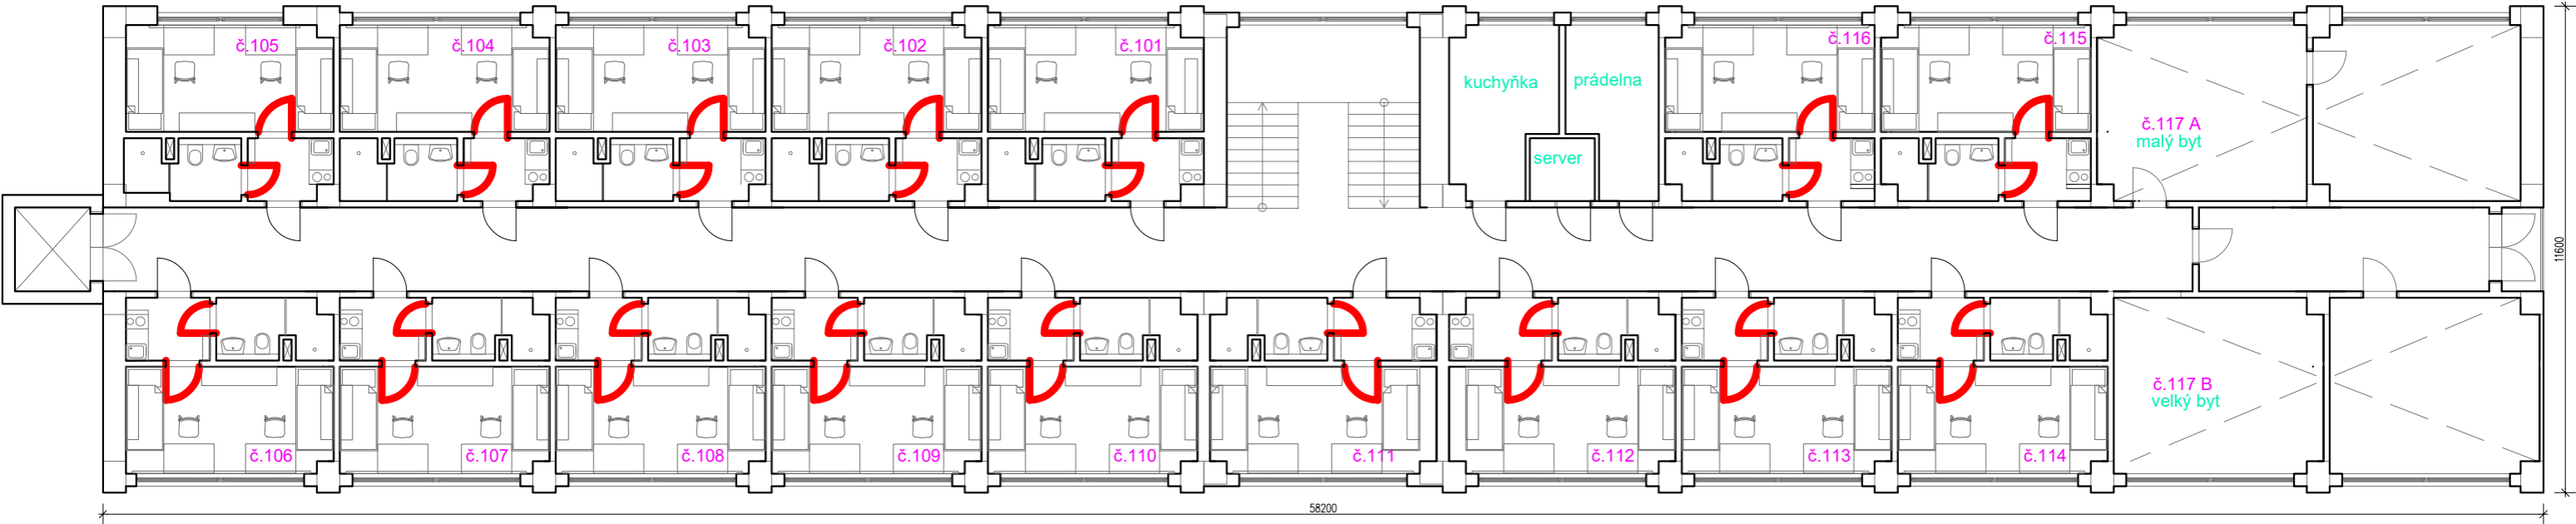 č.105
č.104
č.103
č.102
č.101
č.116
č.115
kuchyňka
prádelna
server
č.117 A
malý byt
11600
č.117 B
velký byt
č.106
č.107
č.108
č.109
č.110
č.111
č.112
č.113
č.114
58200